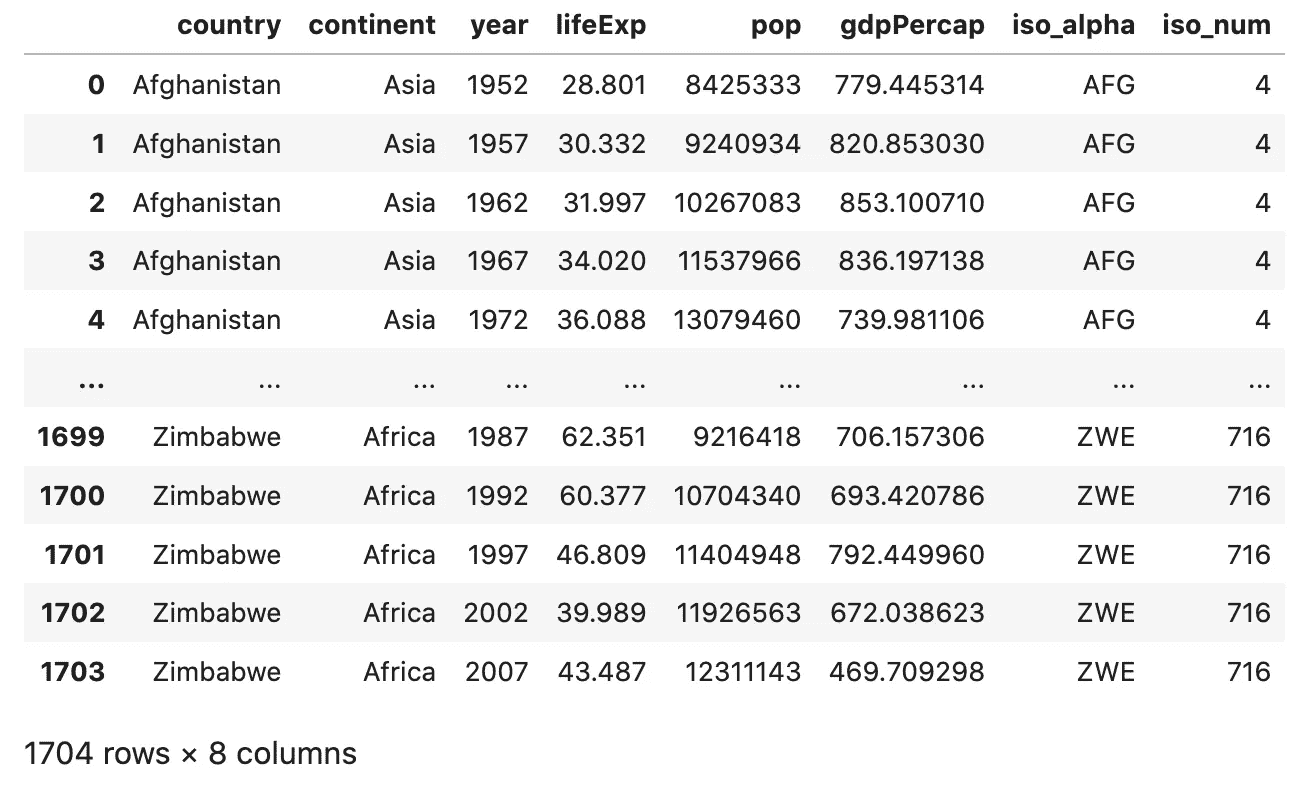 country continent year lifeExp pop gdpPercap iso_alpha iso_num
0 Afghanistan Asia 1952 28.801 8425333 779.445314 AFG 4
1 Afghanistan Asia 1957 30.332 9240934 820.853030 AFG 4
2 Afghanistan Asia 1962 31.997 10267083 853.100710 AFG 4
3 Afghanistan Asia 1967 34.020 11537966 836.197138 AFG 4
4 Afghanistan Asia 1972 36.088 13079460 739.981106 AFG 4
... ... ... ... ... ... ... ... ...
1699 Zimbabwe Africa 1987 62.351 9216418 706.157306 ZWE 716
1700 Zimbabwe Africa 1992 60.377 10704340 693.420786 ZWE 716
1701 Zimbabwe Africa 1997 46.809 11404948 792.449960 ZWE 716
1702 Zimbabwe Africa 2002 39.989 11926563 672.038623 ZWE 716
1703 Zimbabwe Africa 2007 43.487 12311143 469.709298 ZWE 716
1704 rows × 8 columns